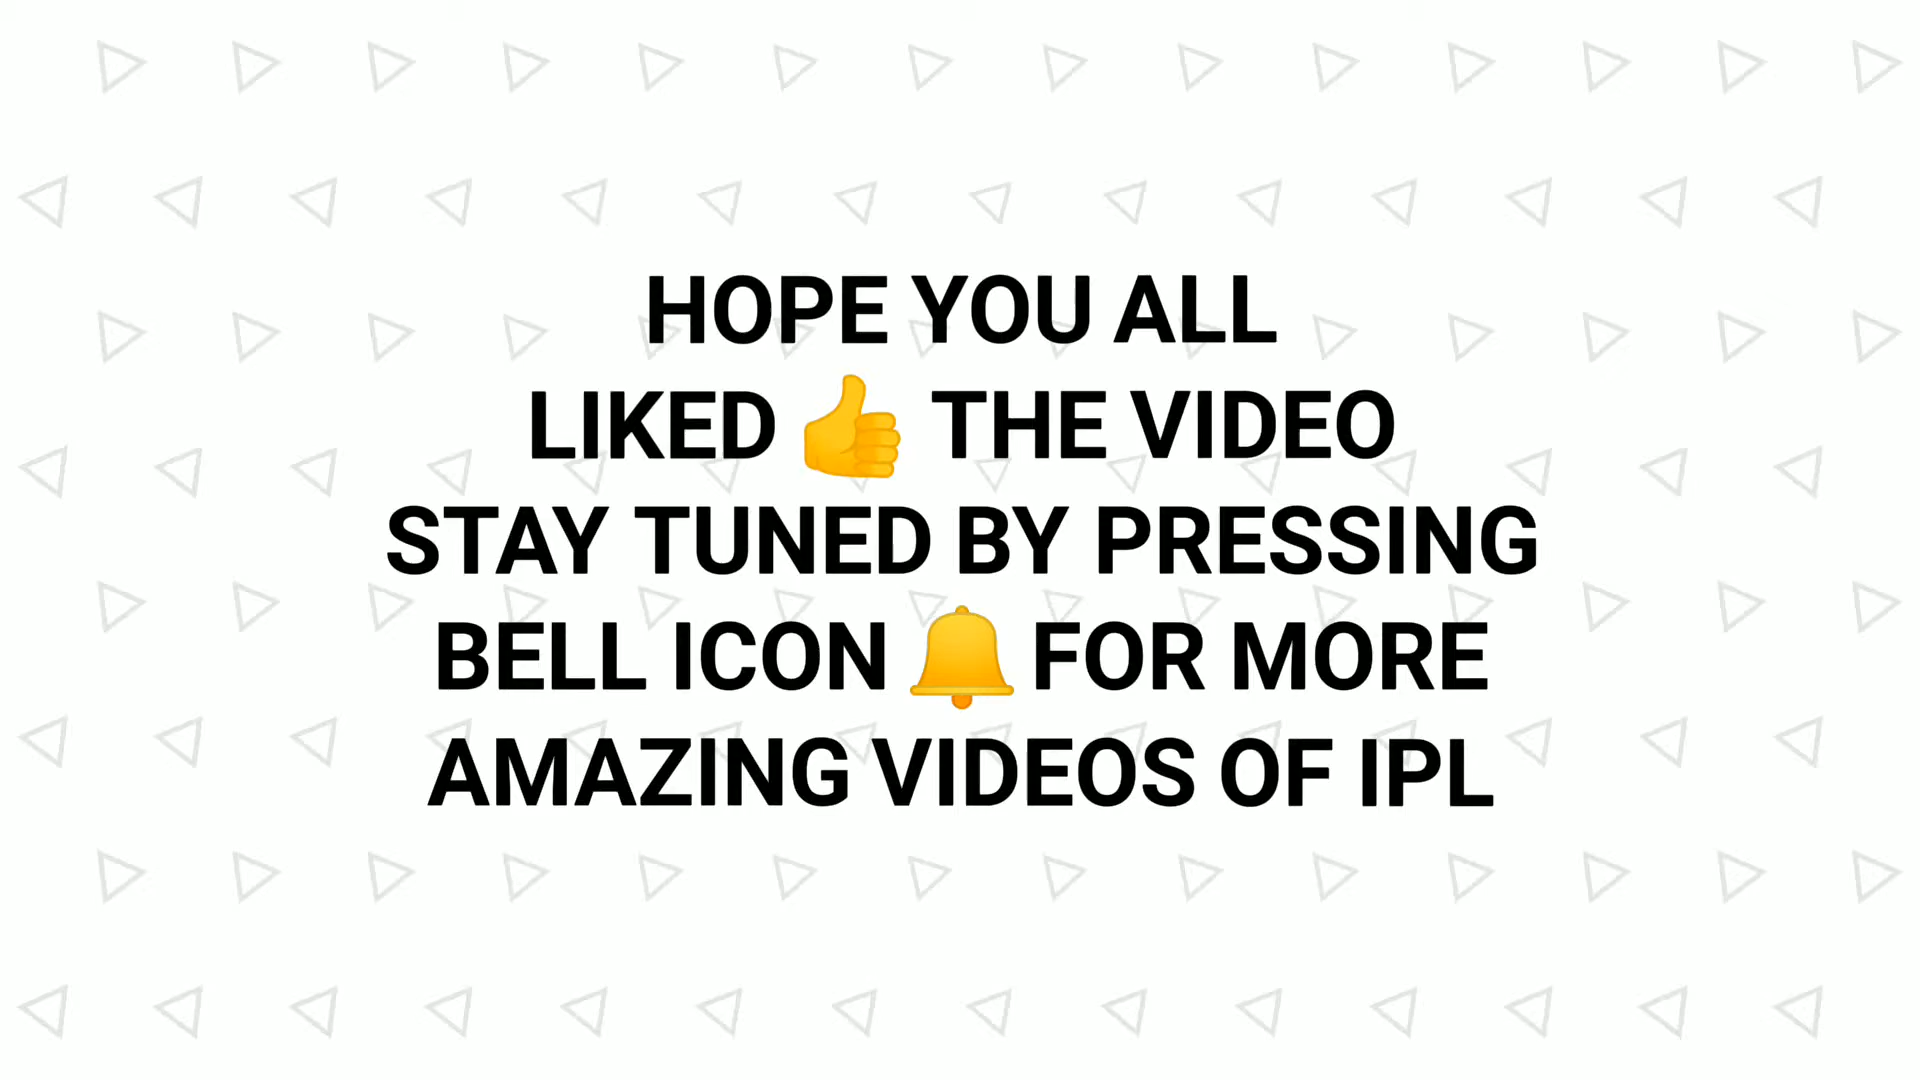 HOPE YOU ALL
LIKED 👍 THE VIDEO
STAY TUNED BY PRESSING
BELL ICON 🔔 FOR MORE
AMAZING VIDEOS OF IPL